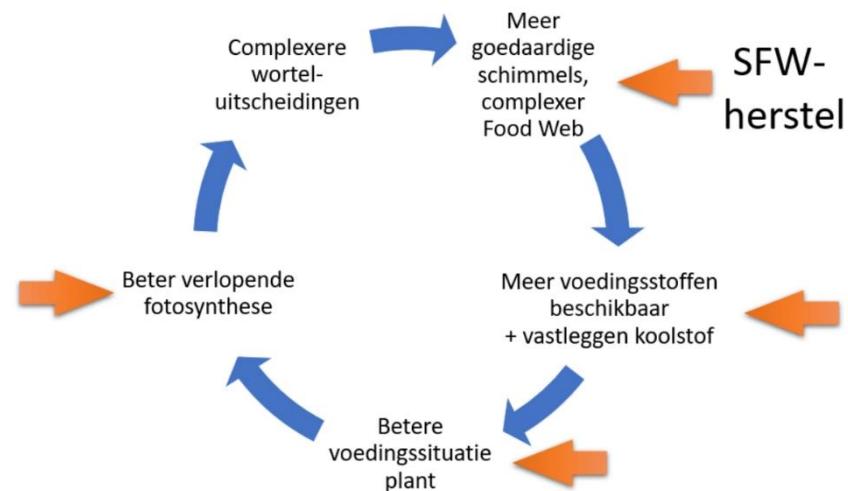 Complexere
wortel-
uitscheidingen
Meer
goedaardige
schimmels,
complexer
Food Web
SFW-
herstel
Meer voedingsstoffen
beschikbaar
+ vastleggen koolstof
Betere
voedingssituatie
plant
Beter verlopende
fotosynthese